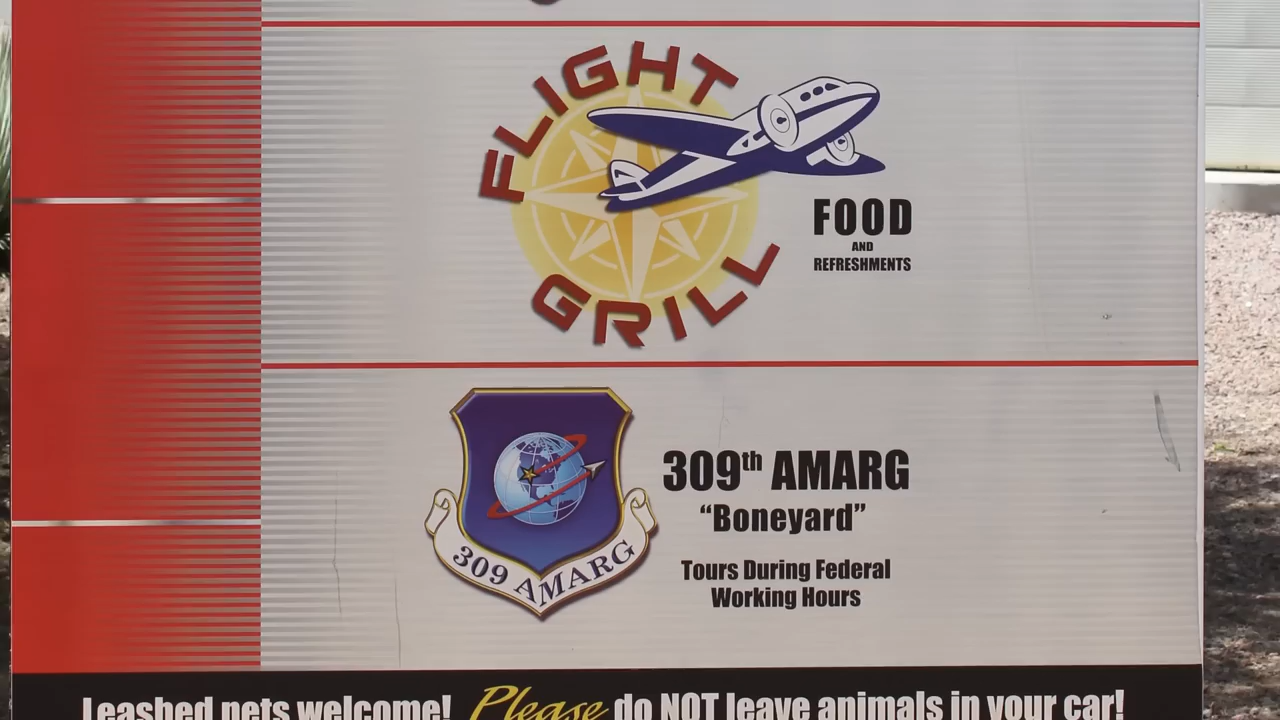 FLIGHT
GRILL
FOOD
AND
REFRESHMENTS
309 AMARG
309th AMARG
“Boneyard”
Tours During Federal
Working Hours
Leashed pets welcome! Please do NOT leave animals in your car!